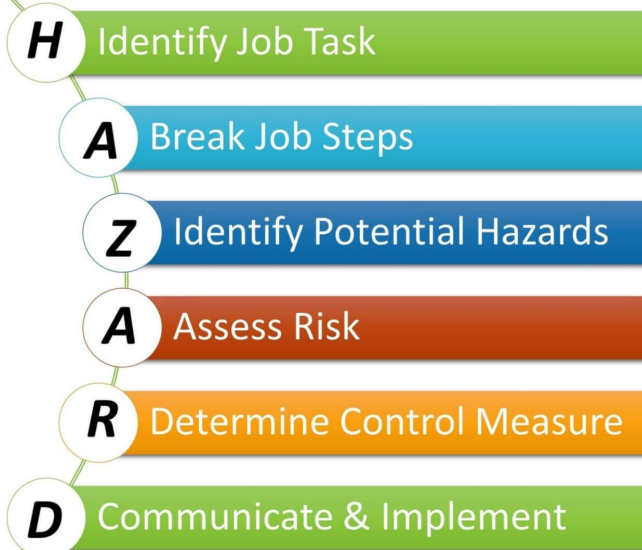 H Identify Job Task
A Break Job Steps
Z Identify Potential Hazards
A Assess Risk
R Determine Control Measure
D Communicate & Implement